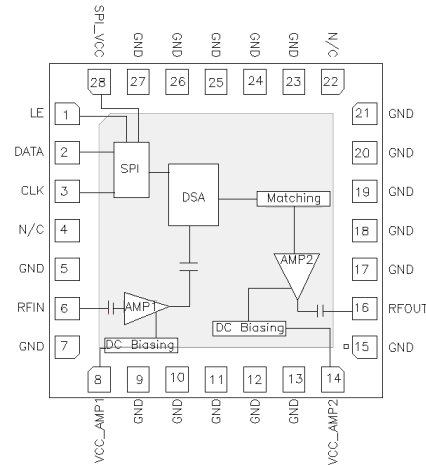 SPI_VCC
GND
GND
GND
GND
GND
N/C
28
27
26
25
24
23
22
LE
1
21
GND
DATA
2
SPI
20
GND
CLK
3
DSA
Matching
19
GND
N/C
4
18
GND
GND
5
AMP2
17
GND
RFIN
6
AMP1
16
RFOUT
DC Biasing
GND
7
DC Biasing
15
GND
8
9
10
11
12
13
14
VCC_AMP1
GND
GND
GND
GND
GND
VCC_AMP2